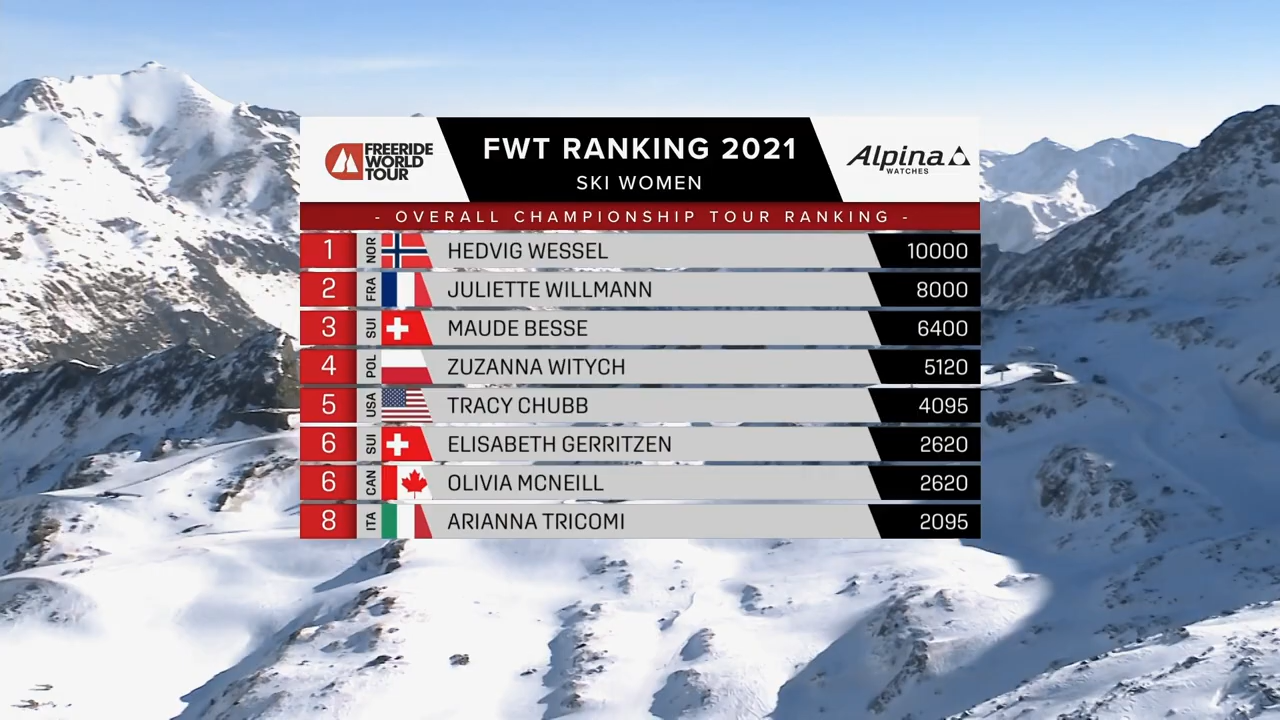 FREERIDE
WORLD
TOUR
FWT RANKING 2021
SKI WOMEN
Alpina
WATCHES
- OVERALL CHAMPIONSHIP TOUR RANKING -
1 NOR HEDVIG WESSEL 10000
2 FRA JULIETTE WILLMANN 8000
3 SUI MAUDE BESSE 6400
4 POL ZUZANNA WITYCH 5120
5 USA TRACY CHUBB 4095
6 SUI ELISABETH GERRITZEN 2620
6 CAN OLIVIA MCNEILL 2620
8 ITA ARIANNA TRICOMI 2095